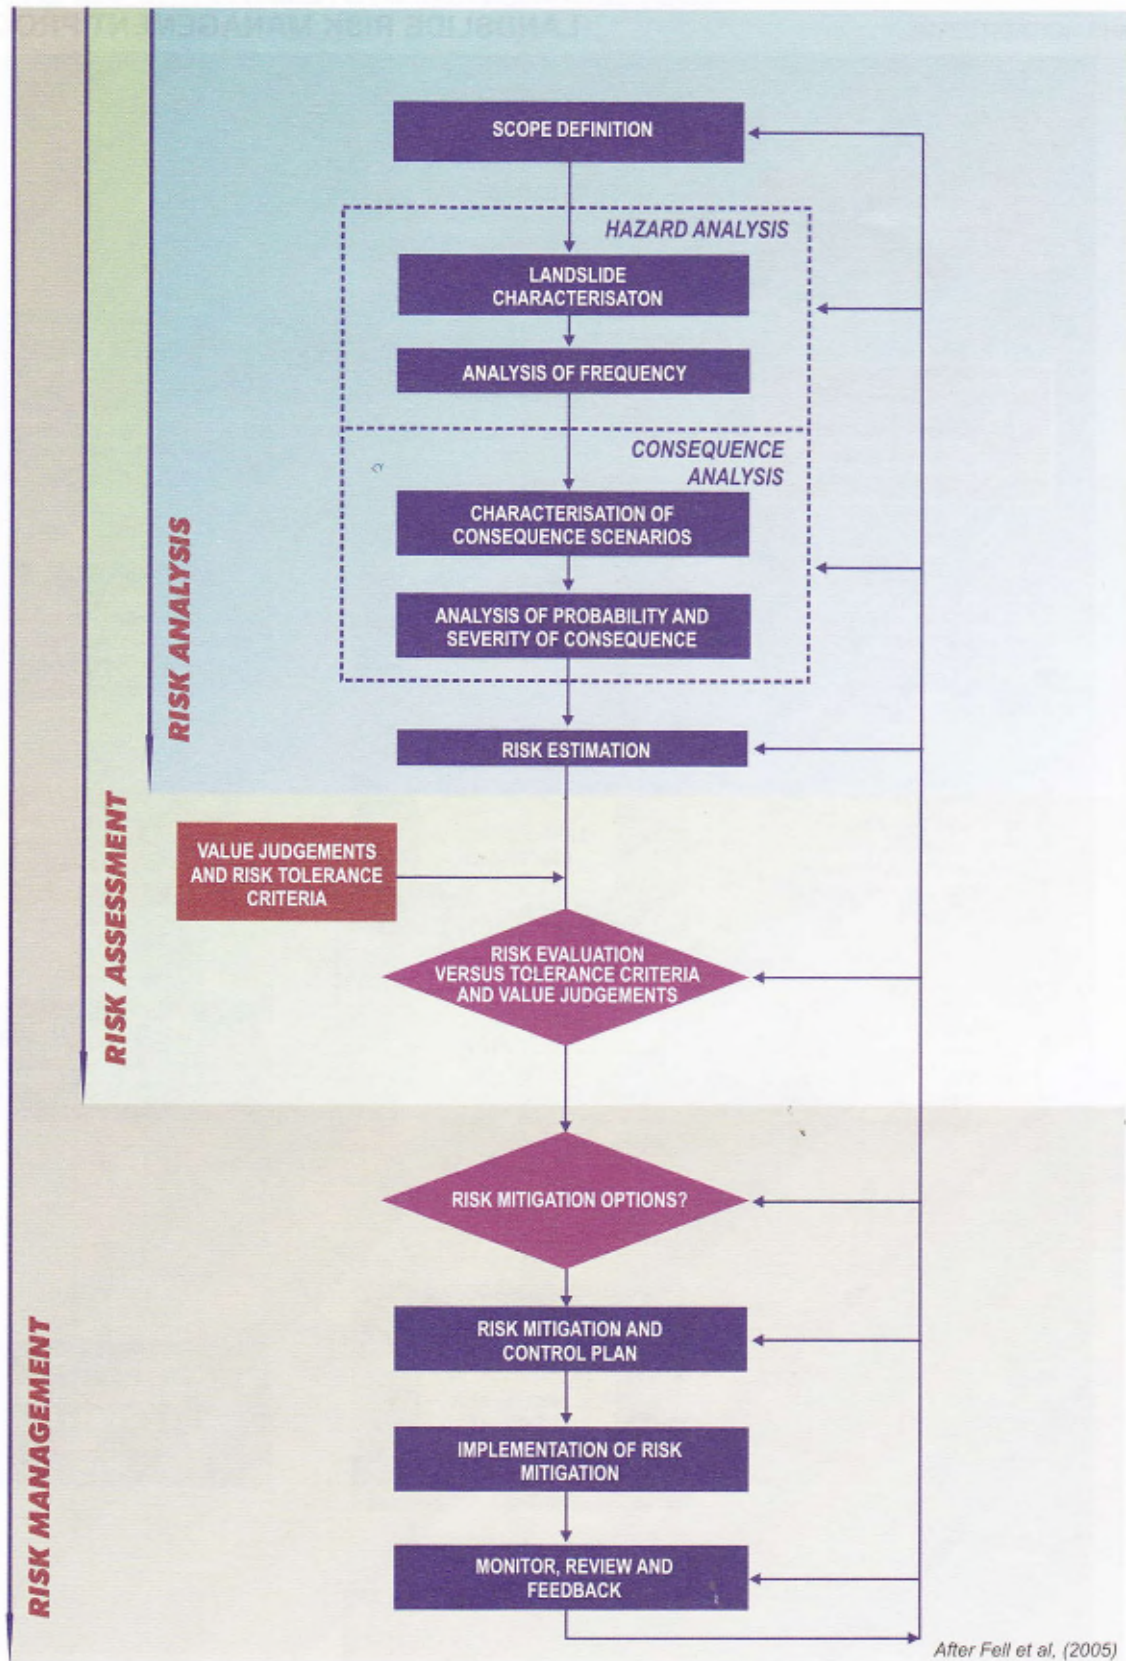 SCOPE DEFINITION
HAZARD ANALYSIS
LANDSLIDE
CHARACTERISATON
ANALYSIS OF FREQUENCY
CONSEQUENCE
ANALYSIS
CHARACTERISATION OF
CONSEQUENCE SCENARIOS
ANALYSIS OF PROBABILITY AND
SEVERITY OF CONSEQUENCE
RISK ANALYSIS
RISK ESTIMATION
VALUE JUDGEMENTS
AND RISK TOLERANCE
CRITERIA
RISK ASSESSMENT
RISK EVALUATION
VERSUS TOLERANCE CRITERIA
AND VALUE JUDGEMENTS
RISK MITIGATION OPTIONS?
RISK MITIGATION AND
CONTROL PLAN
RISK MANAGEMENT
IMPLEMENTATION OF RISK
MITIGATION
MONITOR, REVIEW AND
FEEDBACK
After Fell et al, (2005)